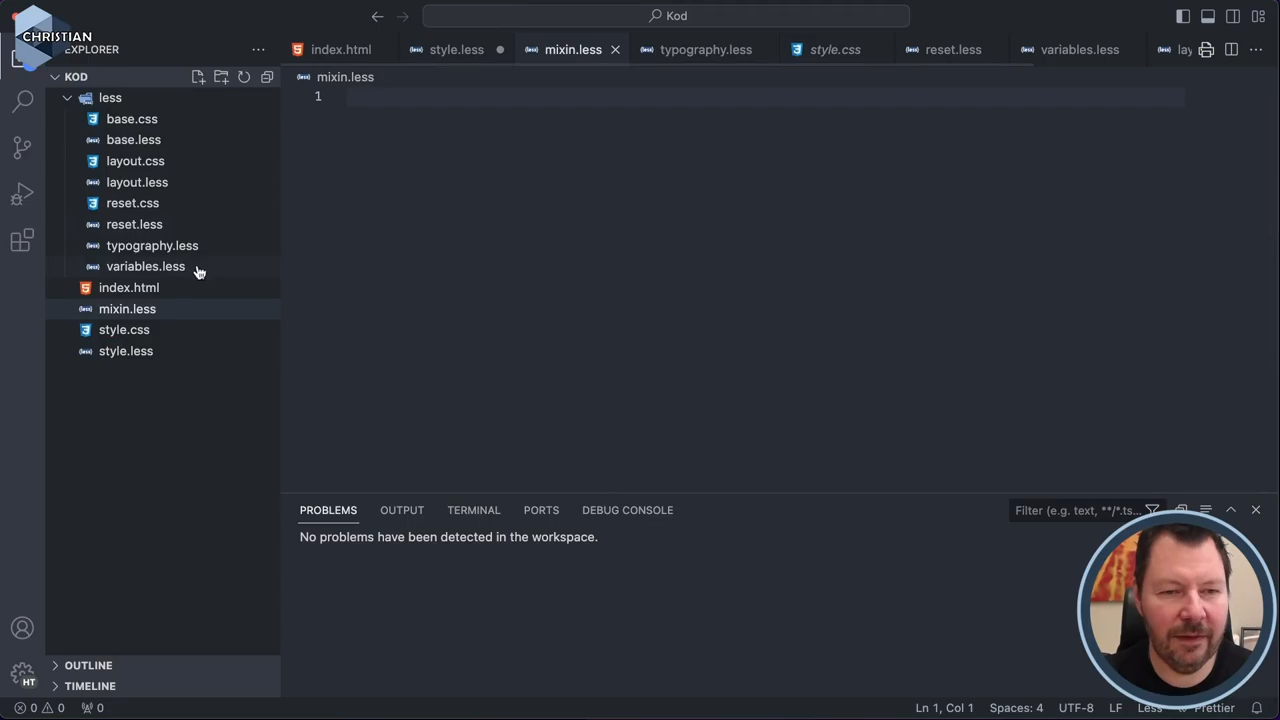 Kod
CHRISTIAN
EXPLORER
index.html
style.less
mixin.less
typography.less
style.css
reset.less
variables.less
KOD
mixin.less
1
less
base.css
base.less
layout.css
layout.less
reset.css
reset.less
typography.less
variables.less
index.html
mixin.less
style.css
style.less
PROBLEMS
OUTPUT
TERMINAL
PORTS
DEBUG CONSOLE
Filter (e.g. text, **/*.ts...
No problems have been detected in the workspace.
OUTLINE
TIMELINE
HT
0 0 0
Ln 1, Col 1
Spaces: 4
UTF-8
LF
Less
Prettier